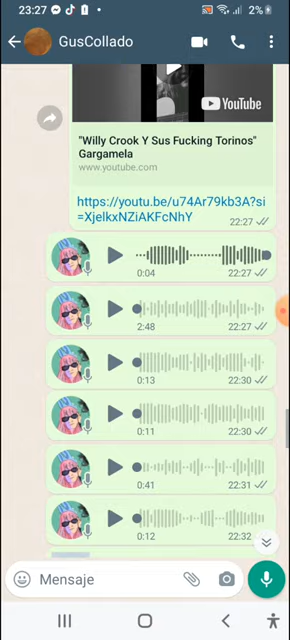 23:27
2%
GusCollado
YouTube
"Willy Crook Y Sus Fucking Torinos"
Gargamela
www.youtube.com
https://youtu.be/u74Ar79kb3A?si
=XjelkxNZiAKFcNhY
22:27
0:04 22:27
2:48 22:27
0:13 22:30
0:11 22:30
0:41 22:31
0:12 22:32
Mensaje